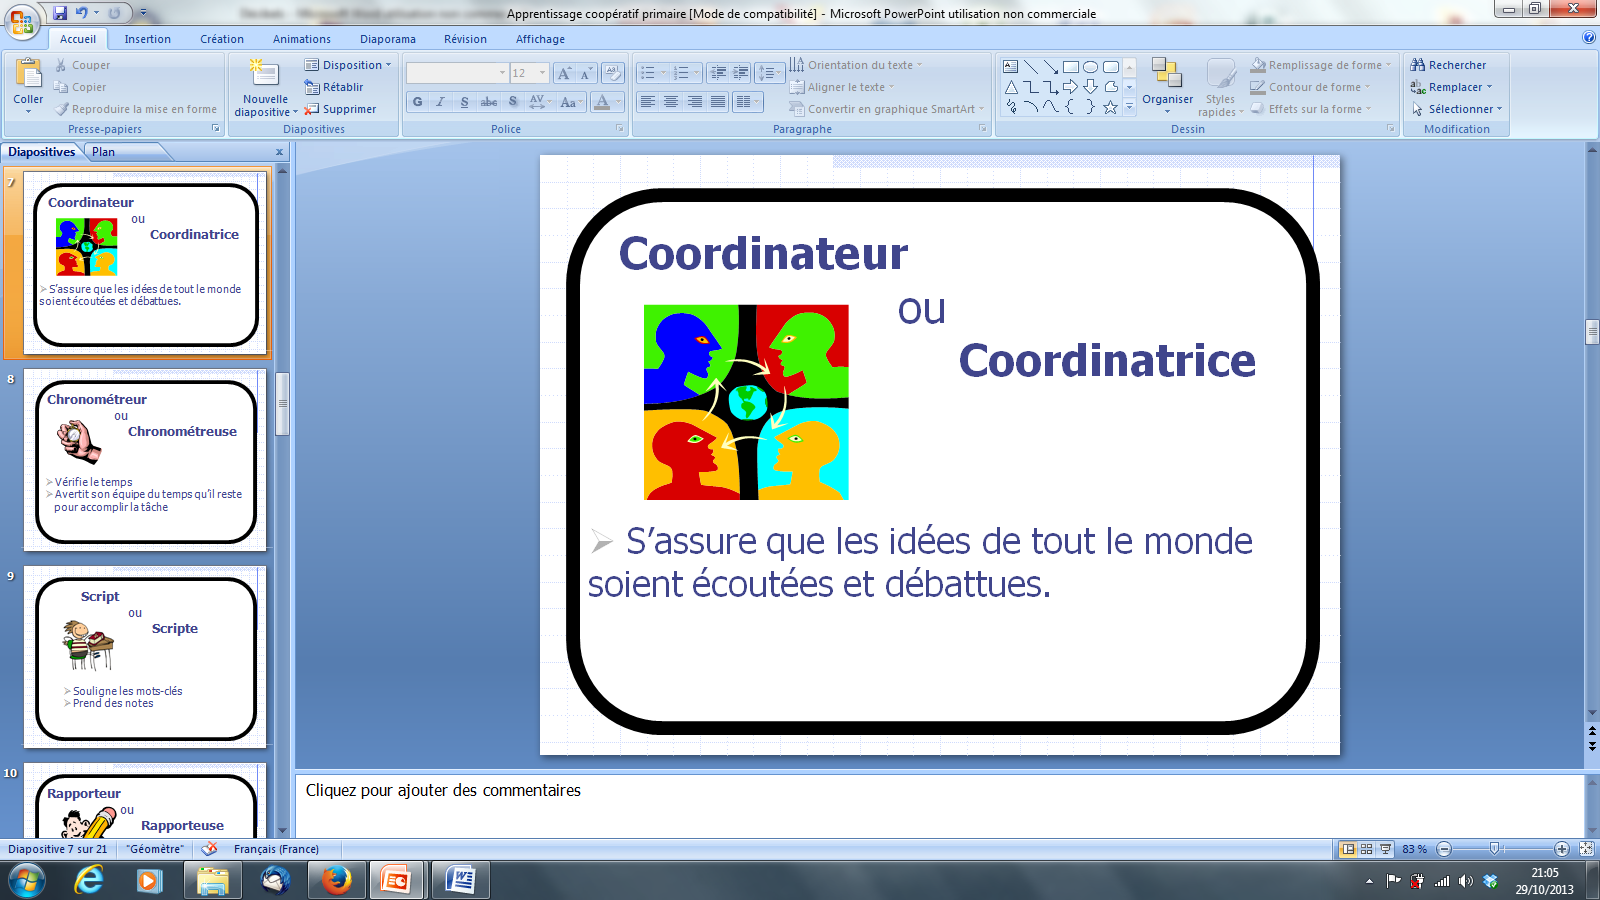 Apprentissage coopératif primaire [Mode de compatibilité] - Microsoft PowerPoint utilisation non commerciale
Accueil
Insertion
Création
Animations
Diaporama
Révision
Affichage
Coller
Couper
Copier
Reproduire la mise en forme
Presse-papiers
Nouvelle
diapositive
Disposition
Rétablir
Supprimer
Diapositives
12
G I S abc S AV Aa A
Police
Orientation du texte
Aligner le texte
Convertir en graphique SmartArt
Paragraphe
Organiser
Styles
rapides
Remplissage de forme
Contour de forme
Effets sur la forme
Dessin
Rechercher
Remplacer
Sélectionner
Modification
Diapositives
Plan
7
Coordinateur
ou
Coordinatrice
S'assure que les idées de tout le monde
soient écoutées et débattues.
8
Chronométreur
ou
Chronométreuse
Vérifie le temps
Avertit son équipe du temps qu'il reste
pour accomplir la tâche
9
Script
ou
Scripte
Souligne les mots-clés
Prend des notes
10
Rapporteur
ou
Rapporteuse
Coordinateur
ou
Coordinatrice
S'assure que les idées de tout le monde
soient écoutées et débattues.
Cliquez pour ajouter des commentaires
Diapositive 7 sur 21
"Géomètre"
Français (France)
83 %
21:05
29/10/2013